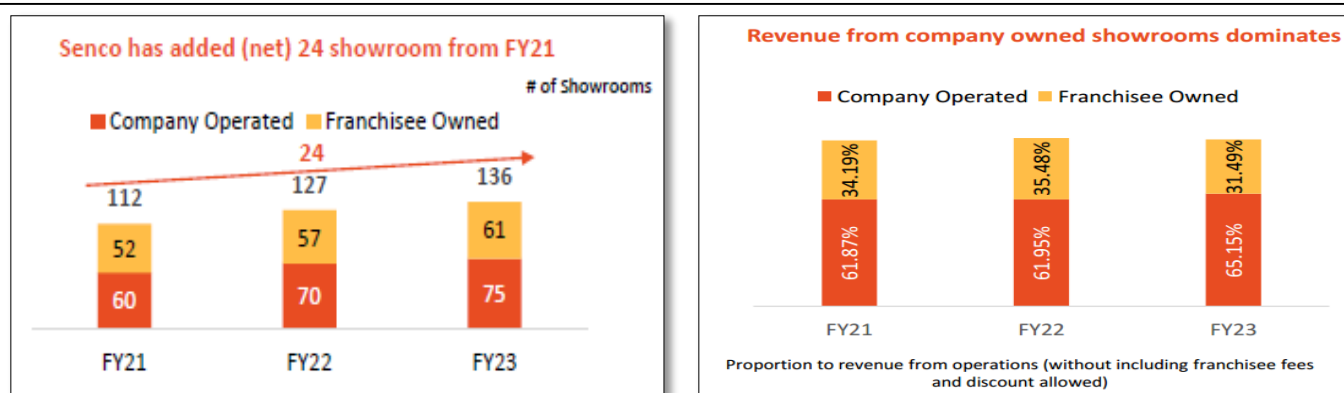 Senco has added (net) 24 showroom from FY21
# of Showrooms
Company Operated Franchisee Owned
24
112 127 136
52 57 61
60 70 75
FY21 FY22 FY23
Revenue from company owned showrooms dominates
Company Operated Franchisee Owned
34.19% 35.48% 31.49%
61.87% 61.95% 65.15%
FY21 FY22 FY23
Proportion to revenue from operations (without including franchisee fees
and discount allowed)